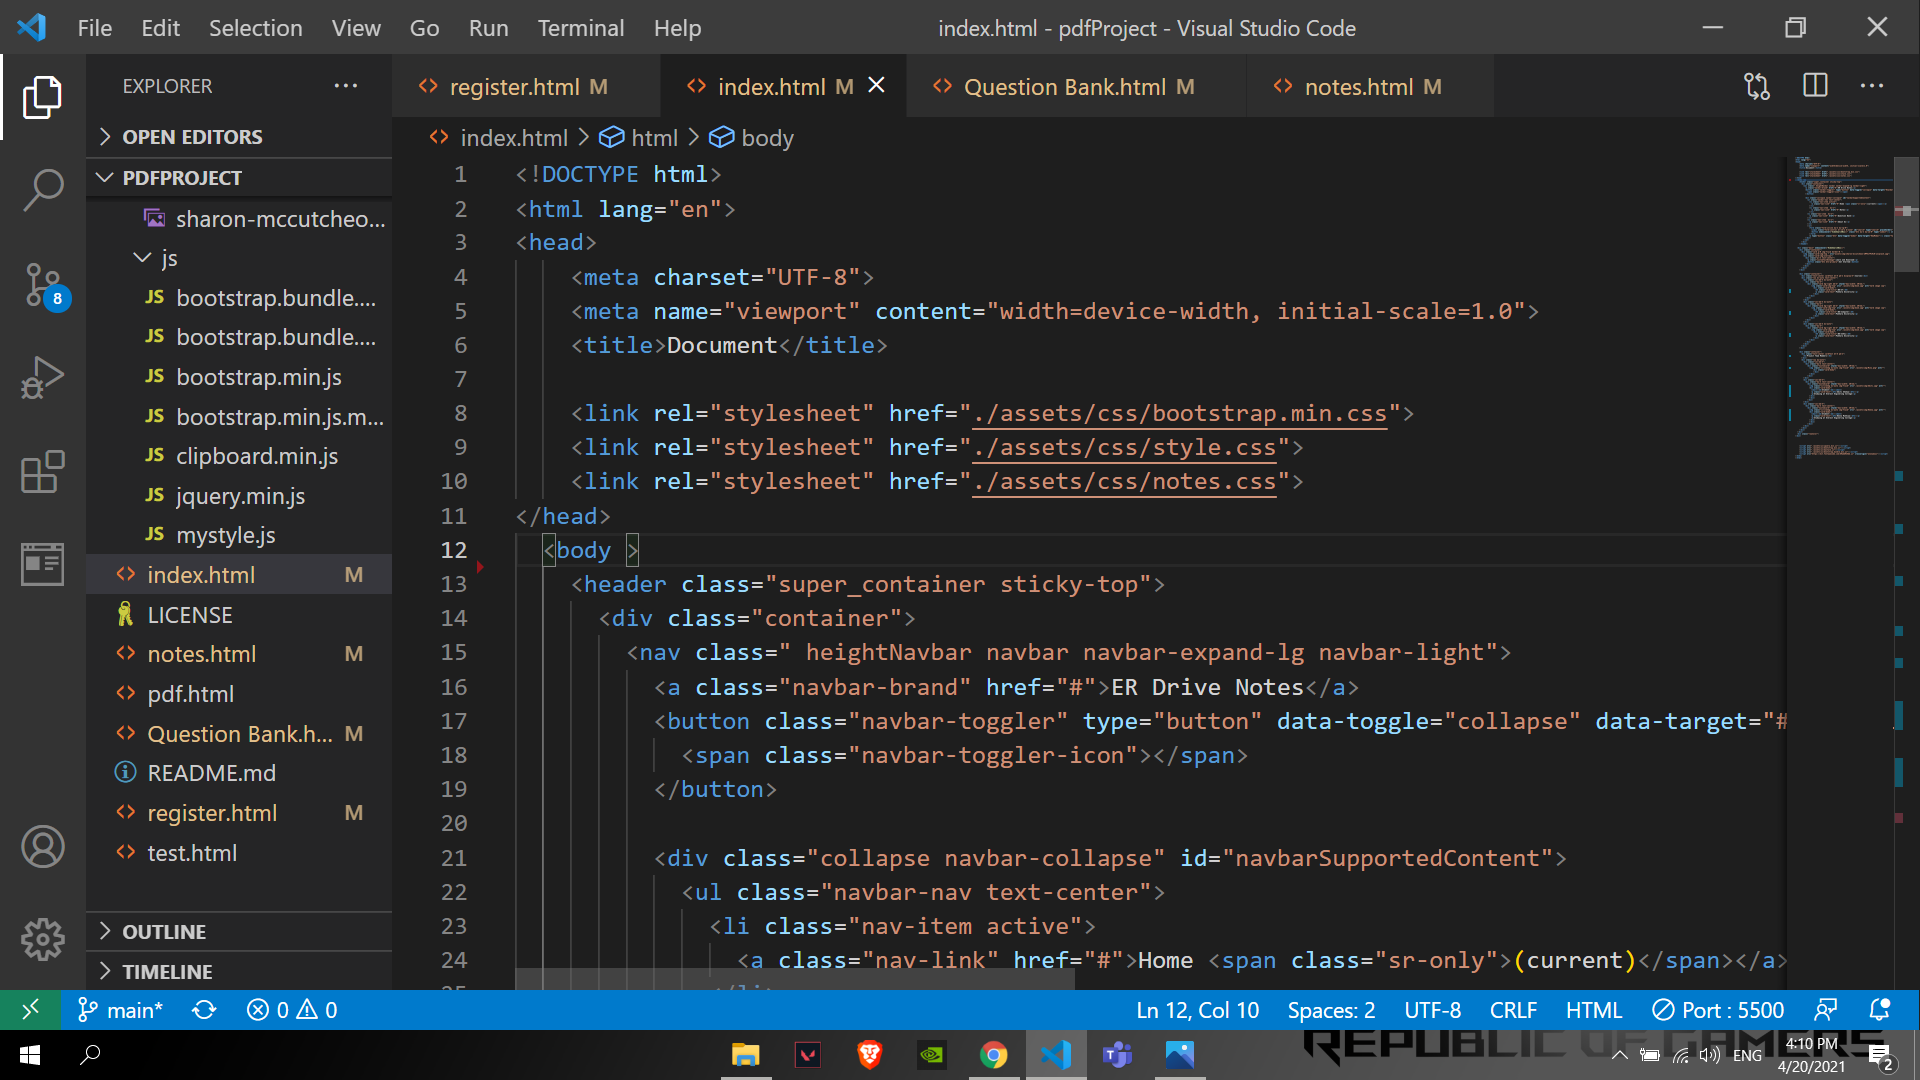 File Edit Selection View Go Run Terminal Help
index.html - pdfProject - Visual Studio Code
EXPLORER
register.html M
index.html M
Question Bank.html M
notes.html M
OPEN EDITORS
PDFPROJECT
sharon-mccutcheo...
js
JS bootstrap.bundle....
JS bootstrap.bundle....
JS bootstrap.min.js
JS bootstrap.min.js.m...
JS clipboard.min.js
JS jquery.min.js
JS mystyle.js
index.html M
LICENSE
notes.html M
pdf.html
Question Bank.h... M
README.md
register.html M
test.html
OUTLINE
TIMELINE
8
index.html > html > body
1 <!DOCTYPE html>
2 <html lang="en">
3 <head>
4 <meta charset="UTF-8">
5 <meta name="viewport" content="width=device-width, initial-scale=1.0">
6 <title>Document</title>
7
8 <link rel="stylesheet" href="./assets/css/bootstrap.min.css">
9 <link rel="stylesheet" href="./assets/css/style.css">
10 <link rel="stylesheet" href="./assets/css/notes.css">
11 </head>
12 <body >
13 <header class="super_container sticky-top">
14 <div class="container">
15 <nav class=" heightNavbar navbar navbar-expand-lg navbar-light">
16 <a class="navbar-brand" href="#">ER Drive Notes</a>
17 <button class="navbar-toggler" type="button" data-toggle="collapse" data-target="#
18 <span class="navbar-toggler-icon"></span>
19 </button>
20
21 <div class="collapse navbar-collapse" id="navbarSupportedContent">
22 <ul class="navbar-nav text-center">
23 <li class="nav-item active">
24 <a class="nav-link" href="#">Home <span class="sr-only">(current)</span></a>
main* 0 0
Ln 12, Col 10 Spaces: 2 UTF-8 CRLF HTML Port : 5500
REPUBLIC OF GAMERS
ENG
4:10 PM
4/20/2021
2